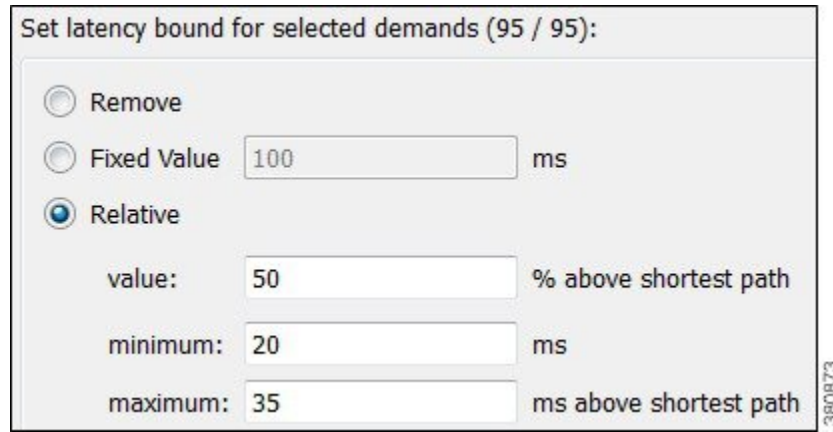 Set latency bound for selected demands (95 / 95):
Remove
Fixed Value 100 ms
Relative
value: 50 % above shortest path
minimum: 20 ms
maximum: 35 ms above shortest path
380873